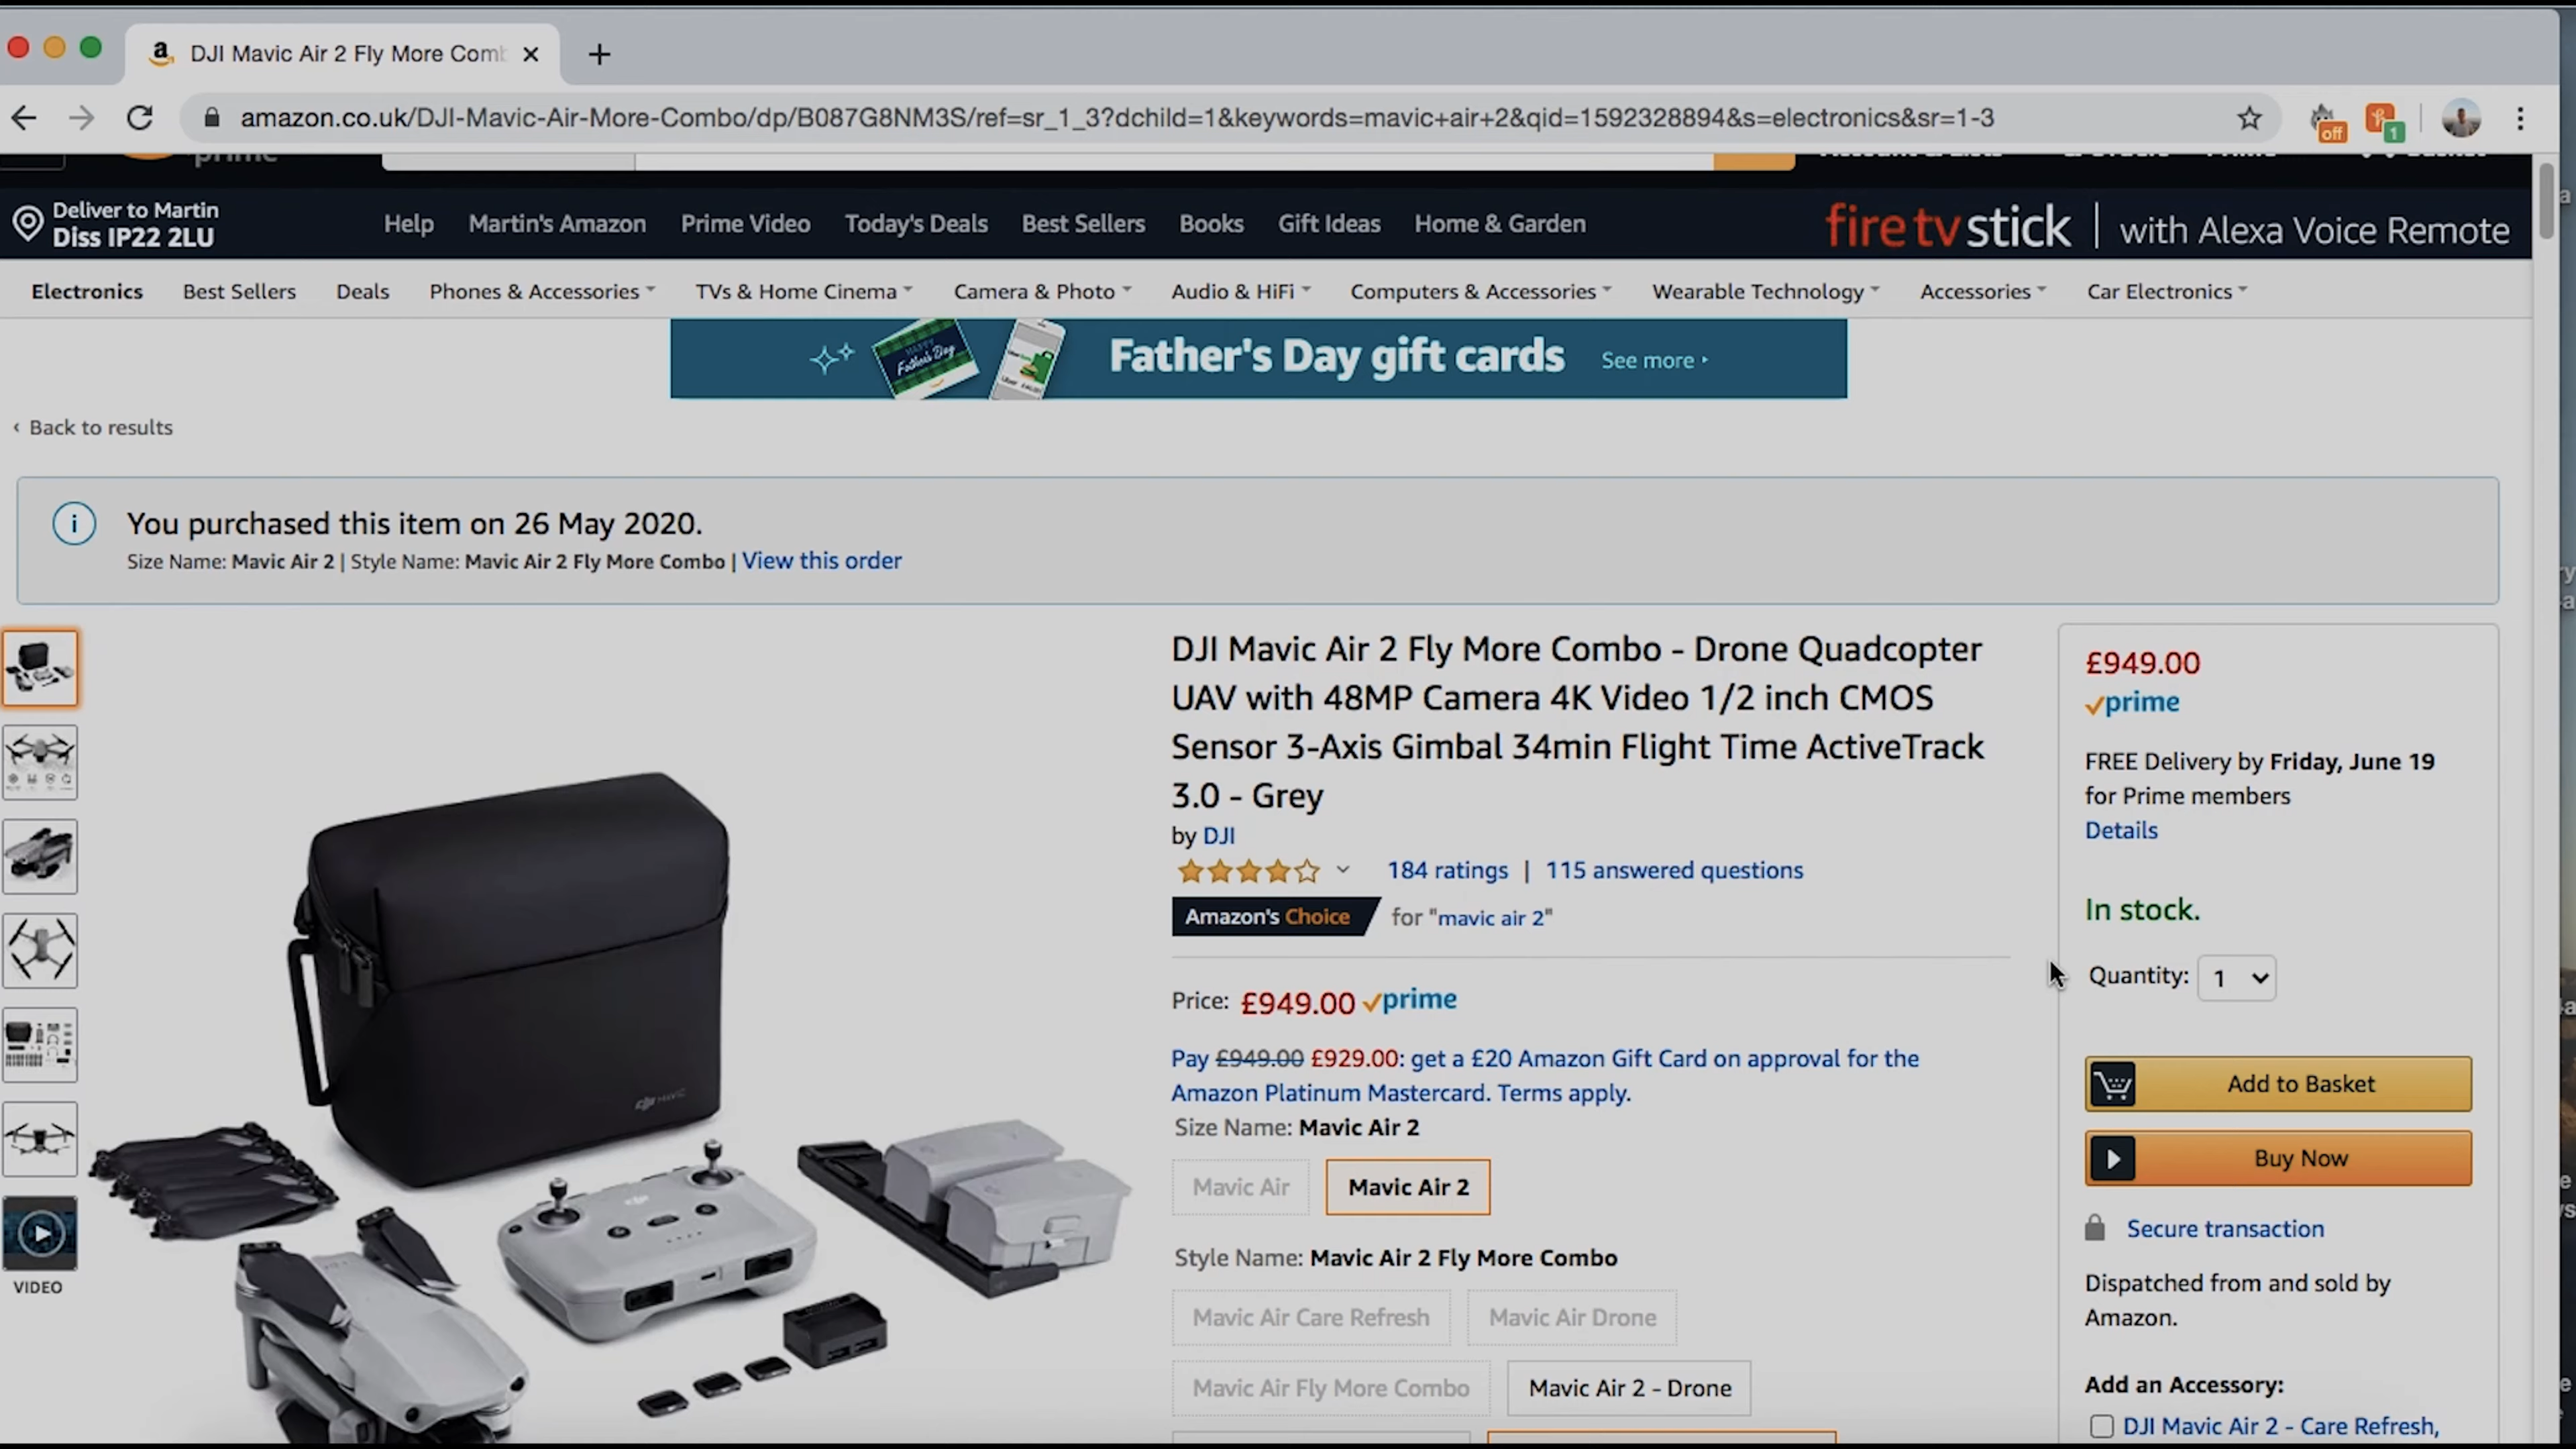 DJI Mavic Air 2 Fly More Comb
amazon.co.uk/DJI-Mavic-Air-More-Combo/dp/B087G8NM3S/ref=sr_1_3?dchild=1&keywords=mavic+air+2&qid=1592328894&s=electronics&sr=1-3
off
1
prime
Deliver to Martin
Diss IP22 2LU
Help
Martin's Amazon
Prime Video
Today's Deals
Best Sellers
Books
Gift Ideas
Home & Garden
fire tv stick | with Alexa Voice Remote
Electronics
Best Sellers
Deals
Phones & Accessories
TVs & Home Cinema
Camera & Photo
Audio & HiFi
Computers & Accessories
Wearable Technology
Accessories
Car Electronics
HAPPY
Father's Day
Father's Day gift cards
See more
‹ Back to results
You purchased this item on 26 May 2020.
Size Name: Mavic Air 2 | Style Name: Mavic Air 2 Fly More Combo | View this order
VIDEO
dji MAVIC
DJI Mavic Air 2 Fly More Combo - Drone Quadcopter
UAV with 48MP Camera 4K Video 1/2 inch CMOS
Sensor 3-Axis Gimbal 34min Flight Time ActiveTrack
3.0 - Grey
by DJI
184 ratings | 115 answered questions
Amazon's Choice for "mavic air 2"
Price: £949.00 prime
Pay £949.00 £929.00: get a £20 Amazon Gift Card on approval for the
Amazon Platinum Mastercard. Terms apply.
Size Name: Mavic Air 2
Mavic Air
Mavic Air 2
Style Name: Mavic Air 2 Fly More Combo
Mavic Air Care Refresh
Mavic Air Drone
Mavic Air Fly More Combo
Mavic Air 2 - Drone
£949.00
prime
FREE Delivery by Friday, June 19
for Prime members
Details
In stock.
Quantity: 1
Add to Basket
Buy Now
Secure transaction
Dispatched from and sold by
Amazon.
Add an Accessory:
DJI Mavic Air 2 - Care Refresh,